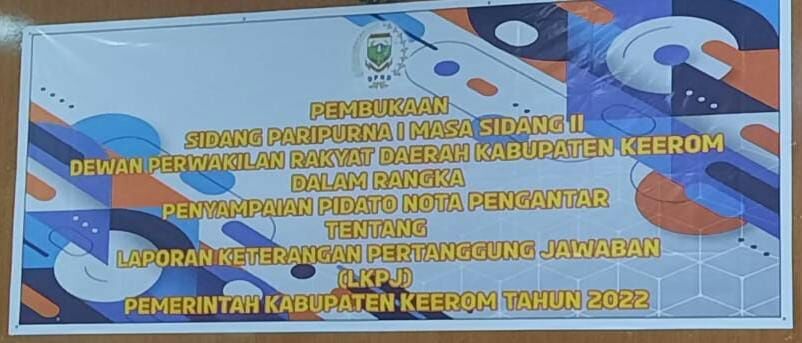 DPRD
PEMBUKAAN
SIDANG PARIPURNA I MASA SIDANG II
DEWAN PERWAKILAN RAKYAT DAERAH KABUPATEN KEEROM
DALAM RANGKA
PENYAMPAIAN PIDATO NOTA PENGANTAR
TENTANG
LAPORAN KETERANGAN PERTANGGUNG JAWABAN
(LKPJ)
PEMERINTAH KABUPATEN KEEROM TAHUN 2022